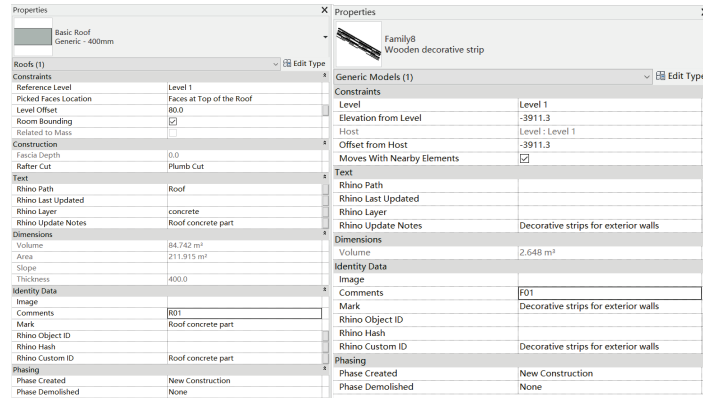 Properties X
Basic Roof
Generic - 400mm
Roofs (1) Edit Type
Constraints
Reference Level Level 1
Picked Faces Location Faces at Top of the Roof
Level Offset 80.0
Room Bounding
Related to Mass
Construction
Fascia Depth 0.0
Rafter Cut Plumb Cut
Text
Rhino Path Roof
Rhino Last Updated
Rhino Layer concrete
Rhino Update Notes Roof concrete part
Dimensions
Volume 84.742 m³
Area 211.915 m²
Slope
Thickness 400.0
Identity Data
Image
Comments R01
Mark Roof concrete part
Rhino Object ID
Rhino Hash
Rhino Custom ID Roof concrete part
Phasing
Phase Created New Construction
Phase Demolished None
Properties
Family8
Wooden decorative strip
Generic Models (1) Edit Type
Constraints
Level Level 1
Elevation from Level -3911.3
Host Level : Level 1
Offset from Host -3911.3
Moves With Nearby Elements
Text
Rhino Path
Rhino Last Updated
Rhino Layer
Rhino Update Notes Decorative strips for exterior walls
Dimensions
Volume 2.648 m³
Identity Data
Image
Comments F01
Mark Decorative strips for exterior walls
Rhino Object ID
Rhino Hash
Rhino Custom ID Decorative strips for exterior walls
Phasing
Phase Created New Construction
Phase Demolished None